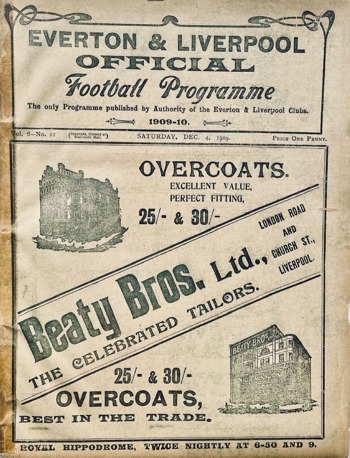 EVERTON & LIVERPOOL
OFFICIAL
Football Programme
The only Programme published by Authority of the Everton & Liverpool Clubs.
1909-10.
Vol. 6—No. 21
SATURDAY, DEC. 4, 1909.
PRICE ONE PENNY.
OVERCOATS.
EXCELLENT VALUE,
PERFECT FITTING,
25/- & 30/-
Beaty Bros. Ltd.,
LONDON ROAD
AND
CHURCH ST.,
LIVERPOOL.
THE CELEBRATED TAILORS.
BEATY BROS
25/- & 30/-
OVERCOATS,
BEST IN THE TRADE.
ROYAL HIPPODROME, TWICE NIGHTLY AT 6-50 AND 9.